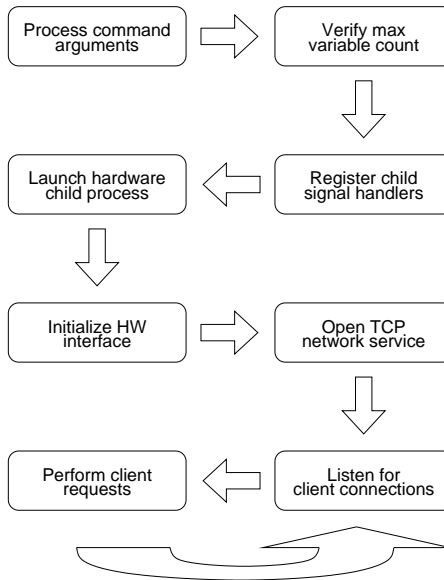 Process command
arguments
Verify max
variable count
Launch hardware
child process
Register child
signal handlers
Initialize HW
interface
Open TCP
network service
Perform client
requests
Listen for
client connections